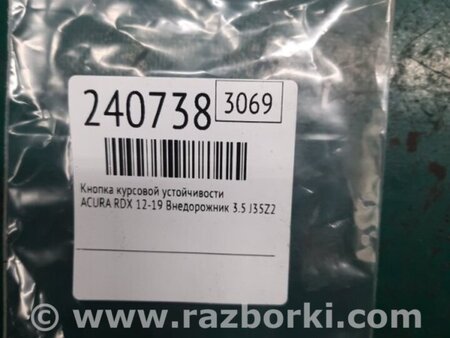 240738 3069
Кнопка курсовой устойчивости
ACURA RDX 12-19 Внедорожник 3.5 J35Z2
www.razborki.com